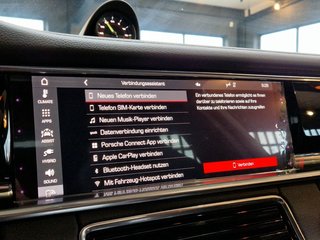 Verbindungsassistent
CLIMATE
APPS
ASSIST
HYBRID
SOUND
Neues Telefon verbinden
Telefon SIM-Karte verbinden
Neuen Musik-Player verbinden
Datenverbindung einrichten
Porsche Connect App verbinden
Apple CarPlay verbinden
Bluetooth-Headset nutzen
Mit Fahrzeug-Hotspot verbinden
Ein verbundenes Telefon ermöglicht es Ihnen
darüber zu telefonieren sowie auf Ihre
Kontakte und Ihre Nachrichten zuzugreifen.
Verbinden